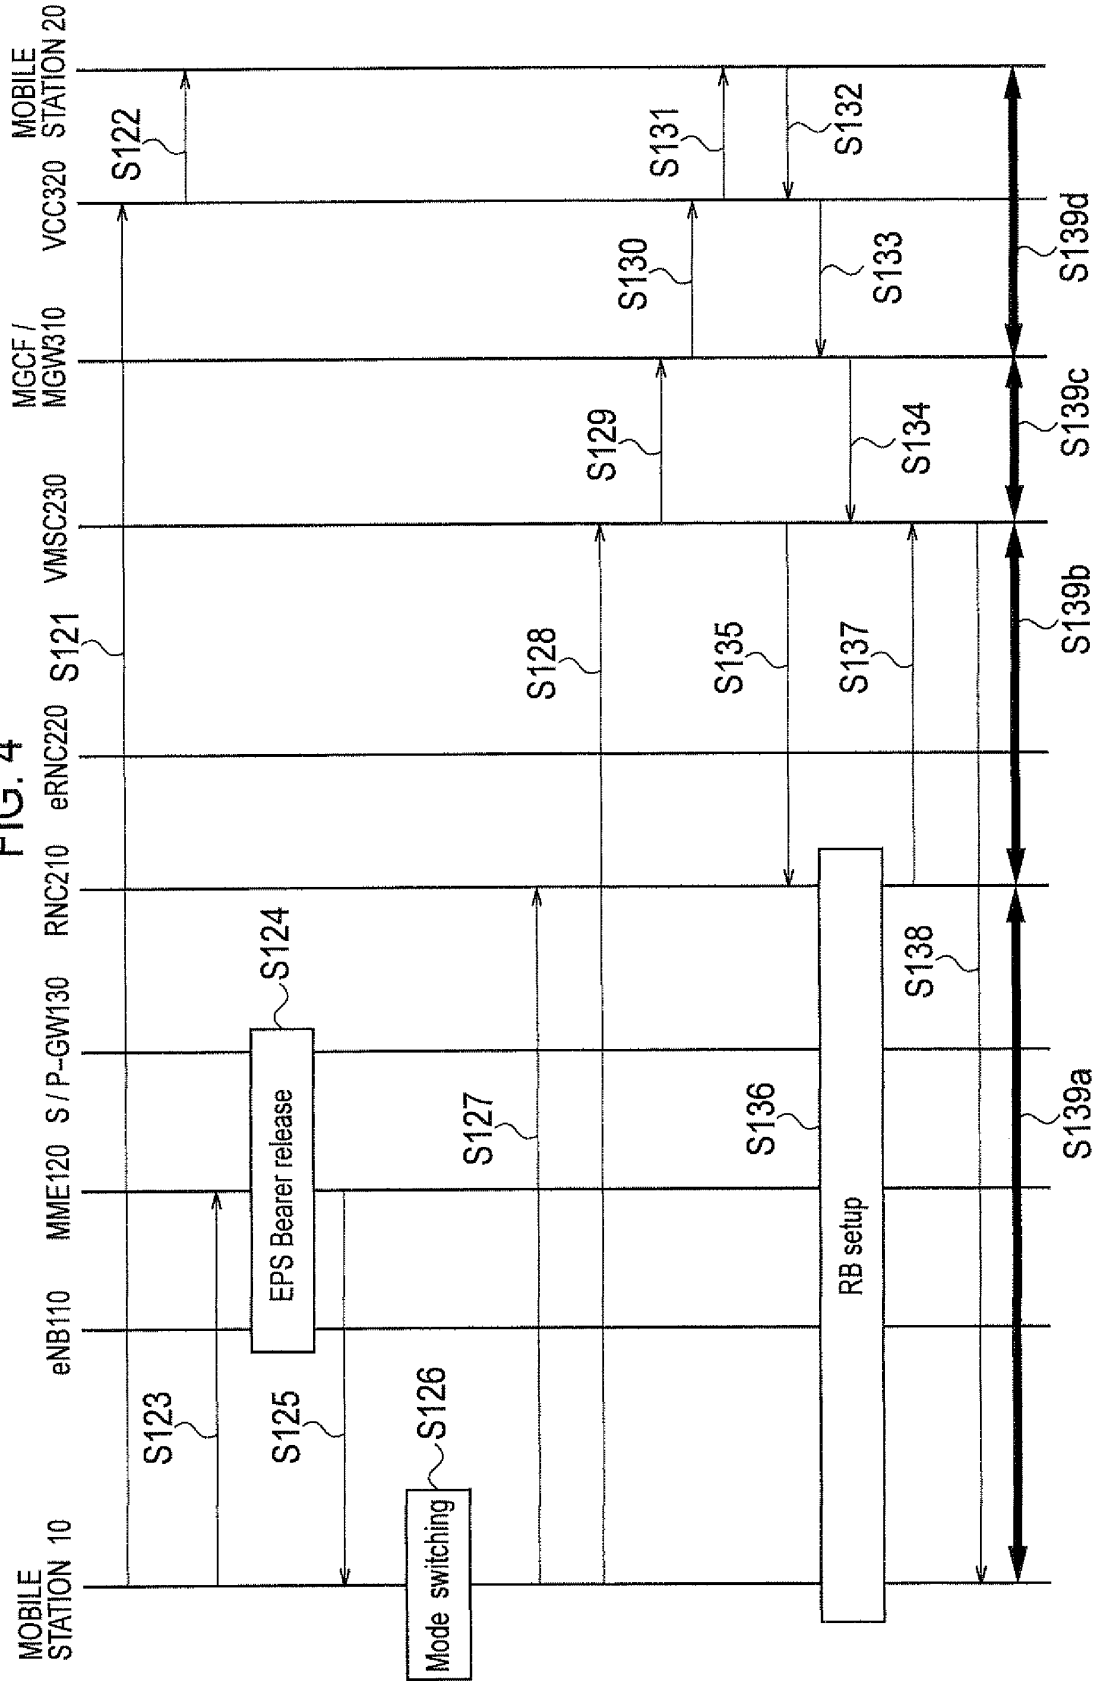 FIG. 4
MOBILE
STATION 10
eNB110
MME120
S / P-GW130
RNC210
eRNC220
VMSC230
MGCF /
MGW310
VCC320
MOBILE
STATION 20
S121
S122
S123
EPS Bearer release
S124
S125
Mode switching
S126
S127
S128
S129
S130
S131
S132
S133
S134
S135
RB setup
S136
S137
S138
S139a
S139b
S139c
S139d